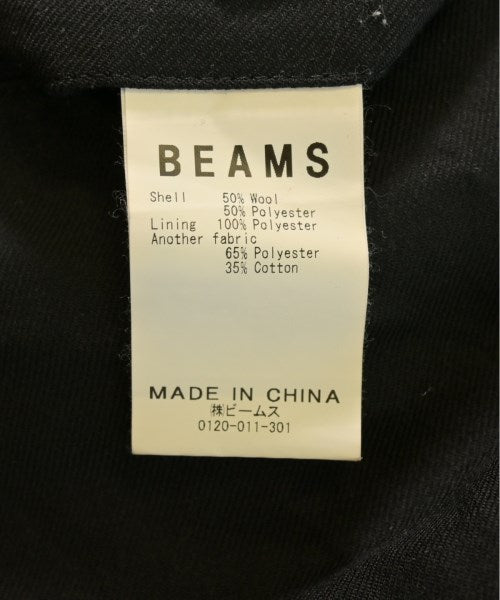 BEAMS
Shell 50% Wool
50% Polyester
Lining 100% Polyester
Another fabric
65% Polyester
35% Cotton
MADE IN CHINA
㈱ビームス
0120-011-301